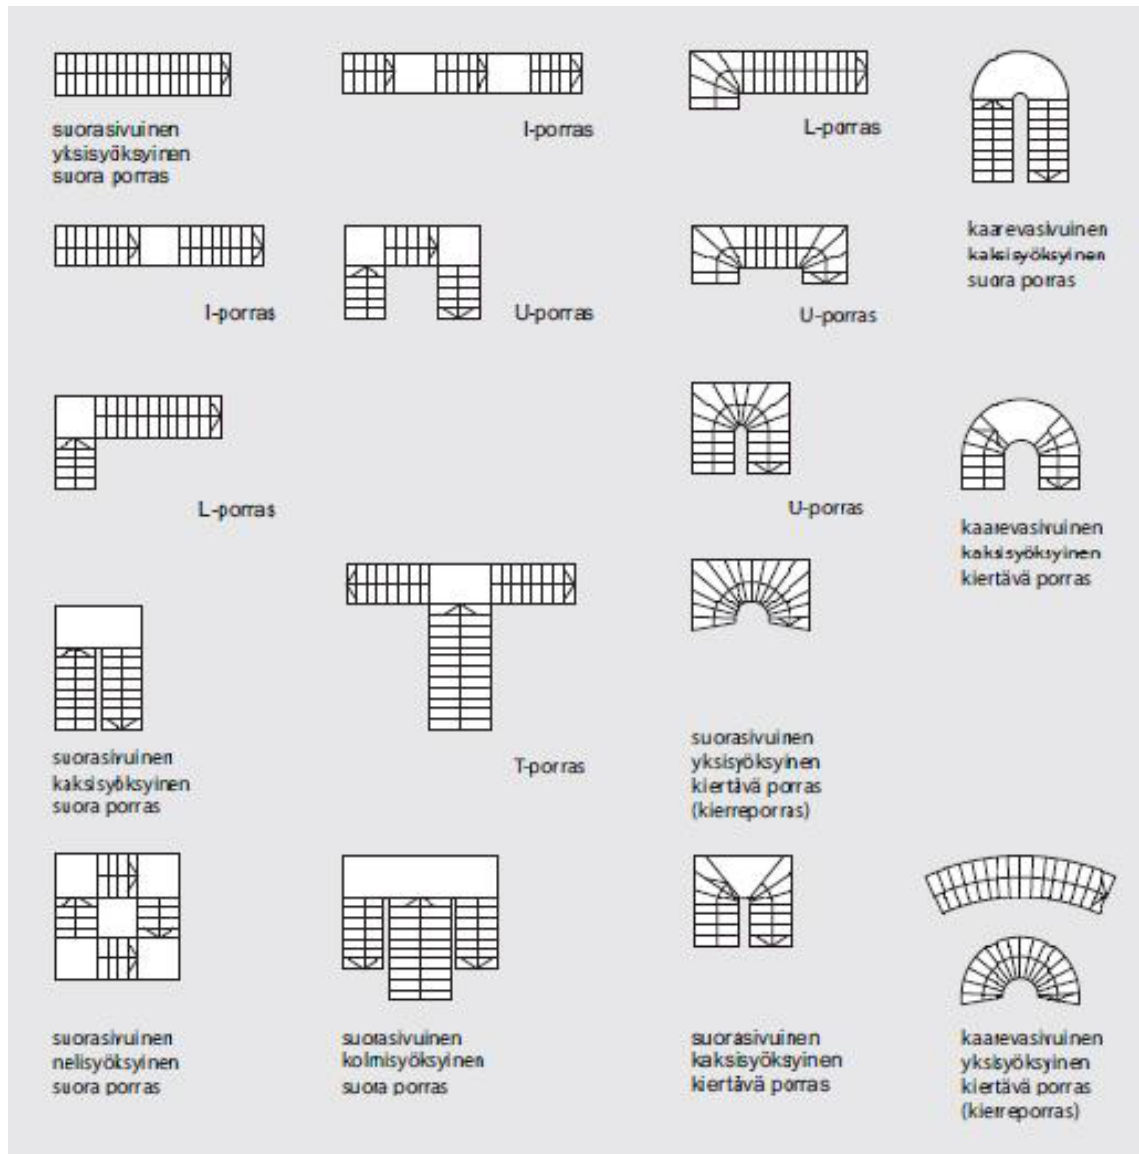 suorasivuinen
yksisyöksyinen
suora porras
I-porras
L-porras
kaarevasivuinen
kaksisyöksyinen
suora porras
I-porras
U-porras
U-porras
L-porras
U-porras
kaarevasivuinen
kaksisyöksyinen
kiertävä porras
suorasivuinen
kaksisyöksyinen
suora porras
T-porras
suorasivuinen
yksisyöksyinen
kiertävä porras
(kierreporras)
suorasivuinen
nelisyöksyinen
suora porras
suorasivuinen
kolmisyöksyinen
suora porras
suorasivuinen
kaksisyöksyinen
kiertävä porras
kaarevasivuinen
yksisyöksyinen
kiertävä porras
(kierreporras)